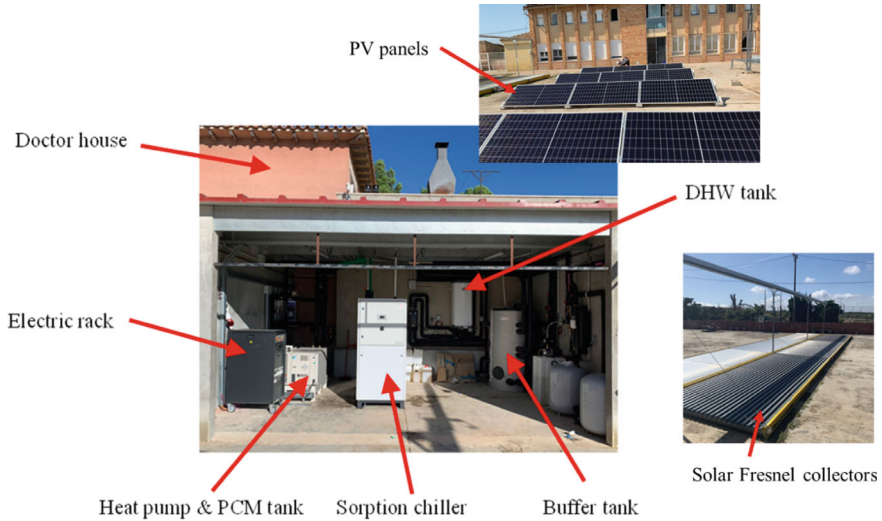 PV panels
Doctor house
DHW tank
Electric rack
Solar Fresnel collectors
Heat pump & PCM tank
Sorption chiller
Buffer tank